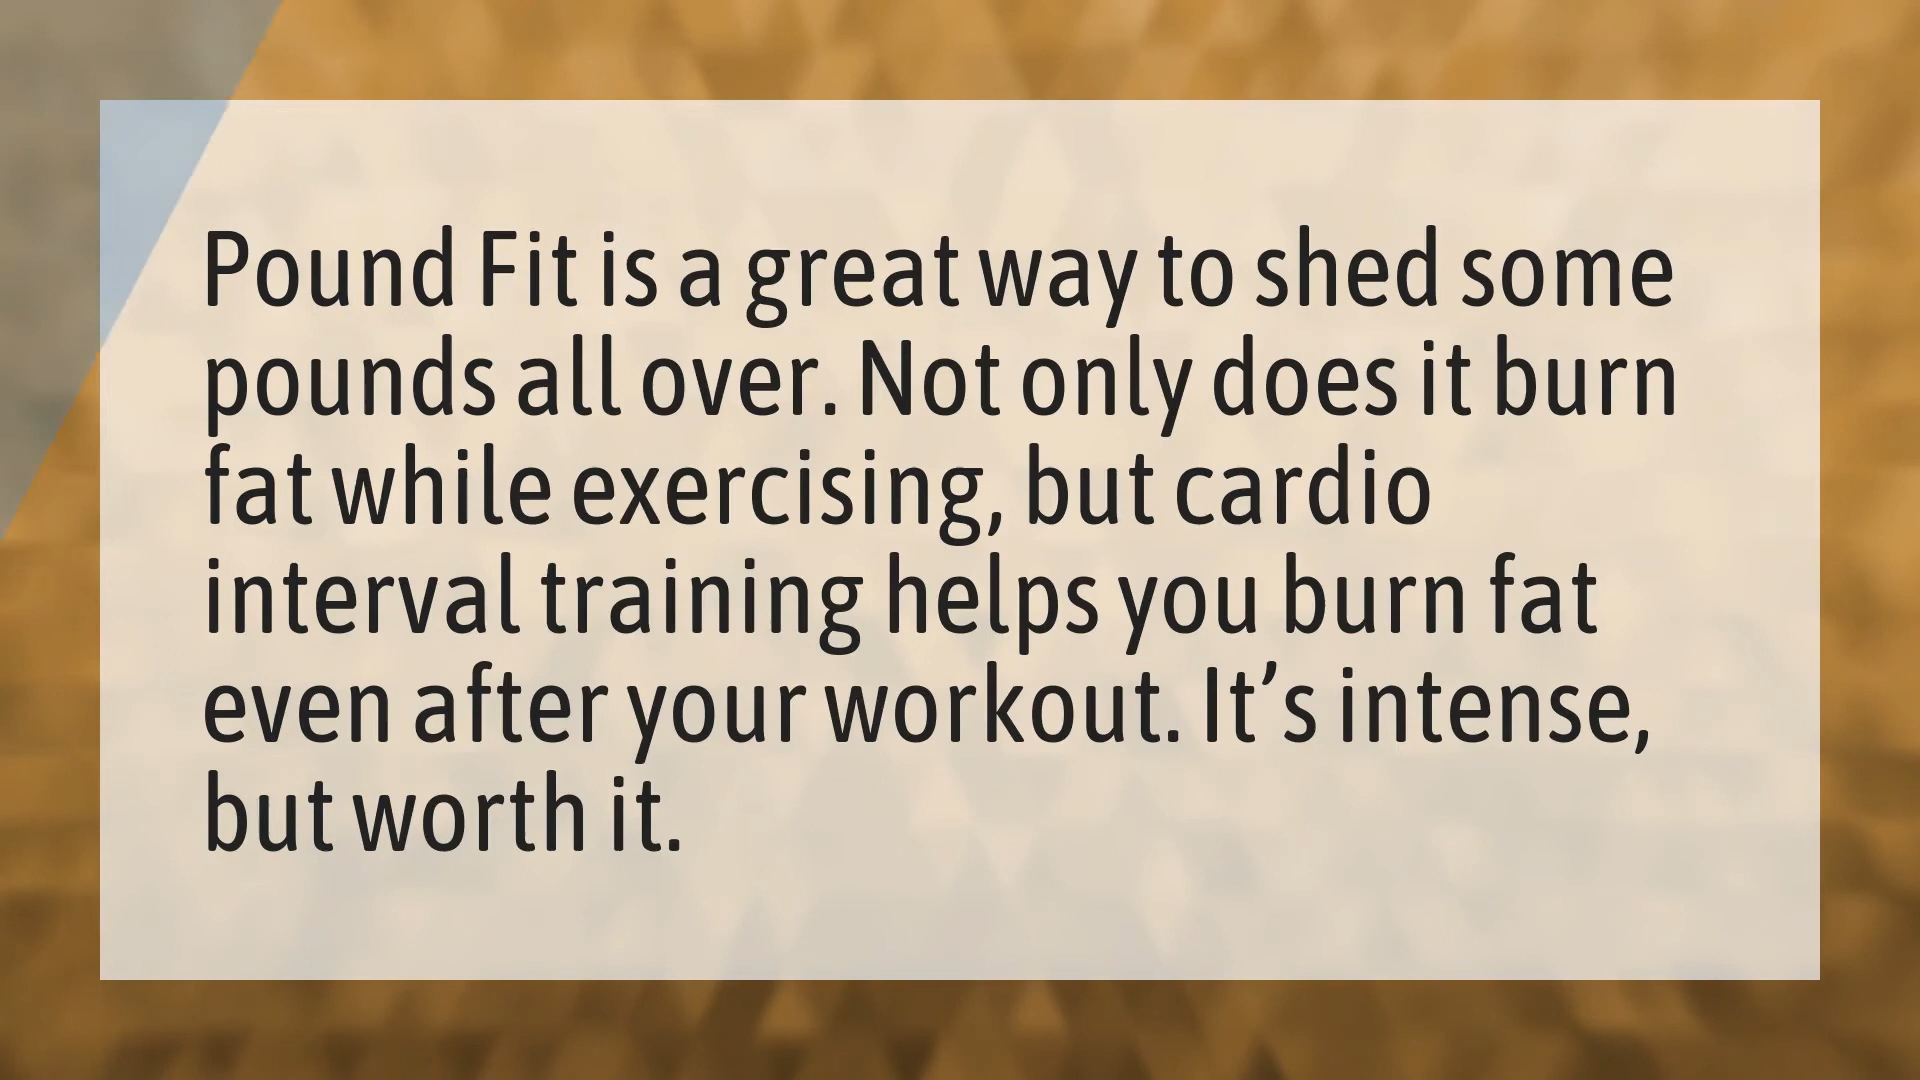 Pound Fit is a great way to shed some
pounds all over. Not only does it burn
fat while exercising, but cardio
interval training helps you burn fat
even after your workout. It’s intense,
but worth it.